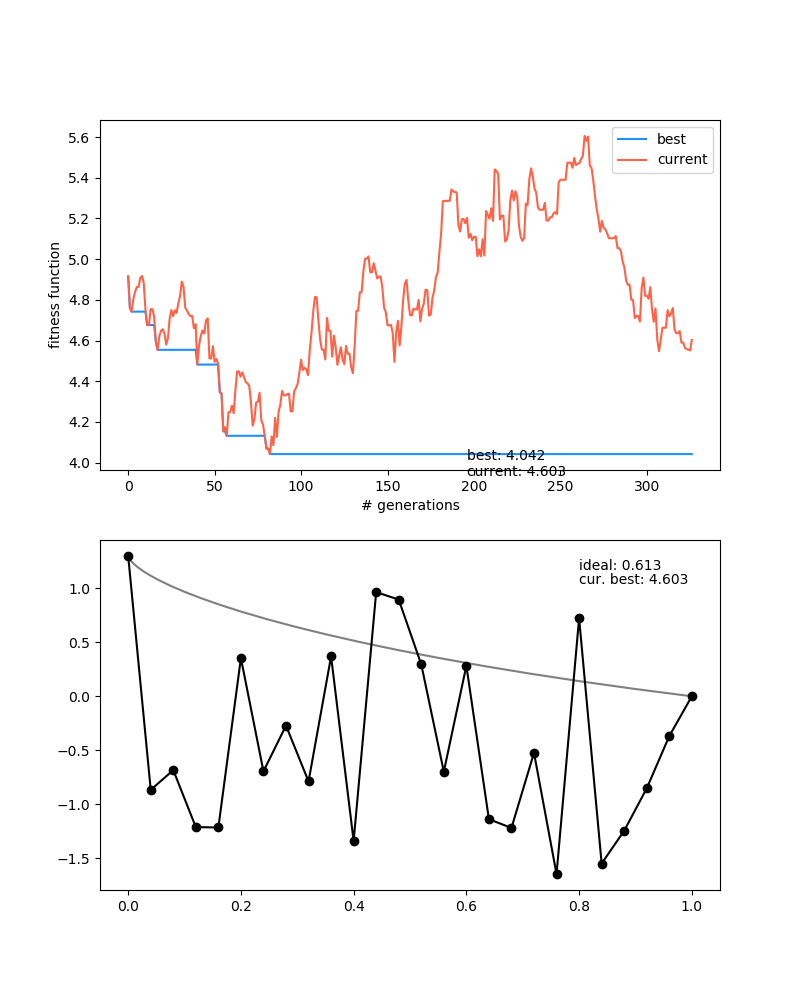 5.6
5.4
5.2
5.0
4.8
4.6
4.4
4.2
4.0
fitness function
best
current
best: 4.042
current: 4.603
0 50 100 150 200 250 300
# generations
ideal: 0.613
cur. best: 4.603
1.0
0.5
0.0
−0.5
−1.0
−1.5
0.0 0.2 0.4 0.6 0.8 1.0